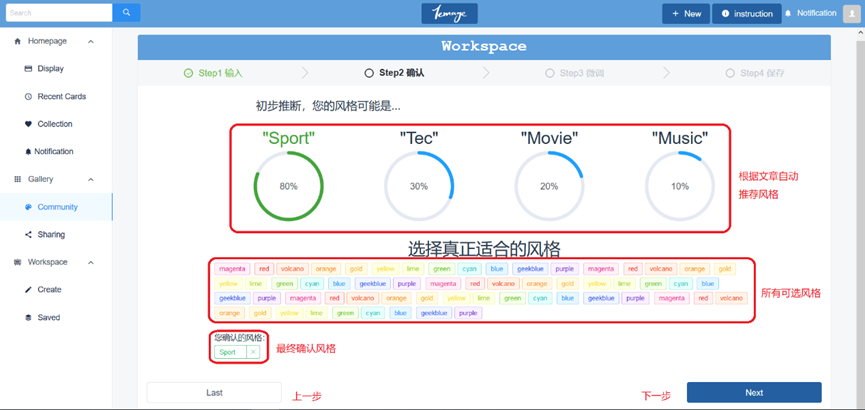 Search
Temage
+ New
instruction
Notification
Homepage
Display
Recent Cards
Collection
Notification
Gallery
Community
Sharing
Workspace
Create
Saved
Workspace
Step1 输入
Step2 确认
Step3 微调
Step4 保存
初步推断，您的风格可能是...
"Sport" "Tec" "Movie" "Music"
80% 30% 20% 10%
根据文章自动
推荐风格
选择真正适合的风格
magenta red volcano orange gold yellow lime green cyan blue geekblue purple magenta red volcano orange gold
yellow lime green cyan blue geekblue purple magenta red volcano orange gold yellow lime green cyan blue
geekblue purple magenta red volcano orange gold yellow lime green cyan blue geekblue purple magenta red volcano
orange gold yellow lime green cyan blue geekblue purple
所有可选风格
您确认的风格:
Sport ×
最终确认风格
Last
上一步
下一步
Next